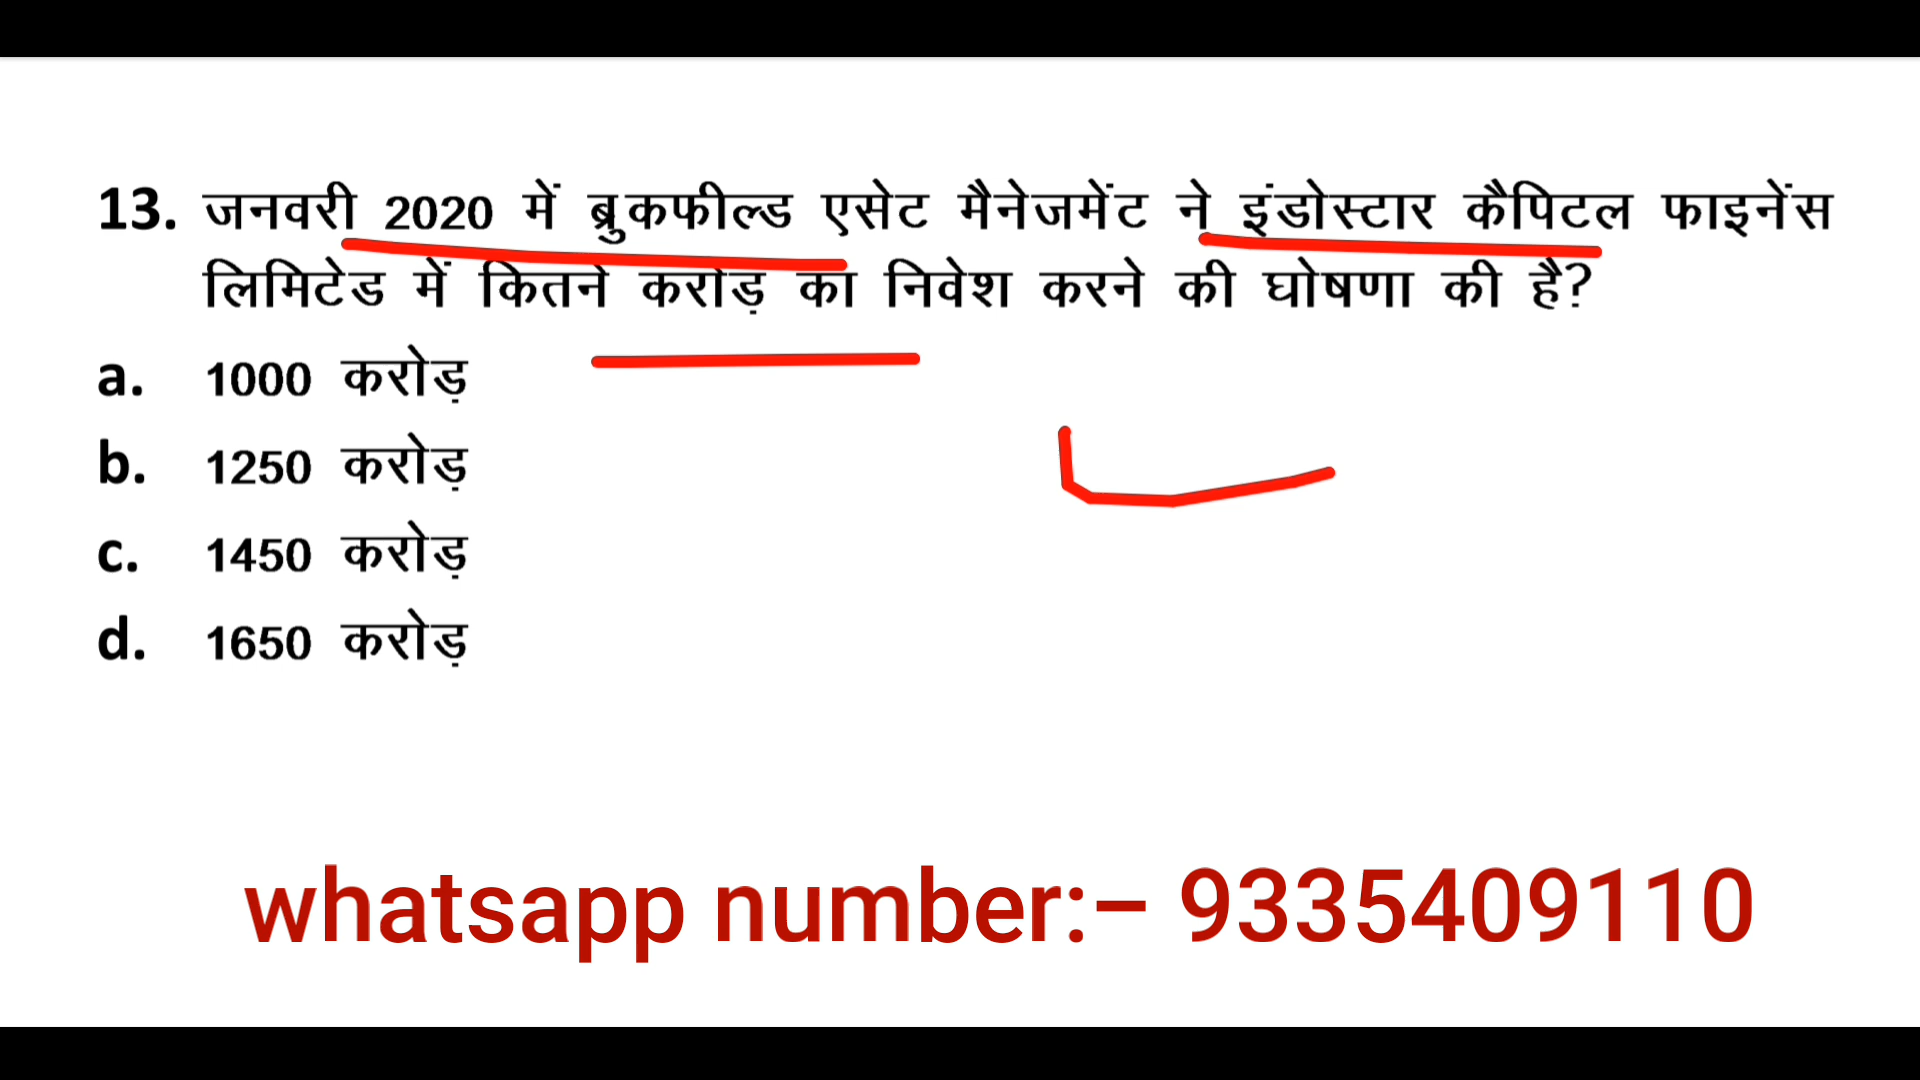 13. जनवरी 2020 में ब्रुकफील्ड एसेट मैनेजमेंट ने इंडोस्टार कैपिटल फाइनेंस
लिमिटेड में कितने करोड़ का निवेश करने की घोषणा की है?
a. 1000 करोड़
b. 1250 करोड़
c. 1450 करोड़
d. 1650 करोड़
whatsapp number:– 9335409110